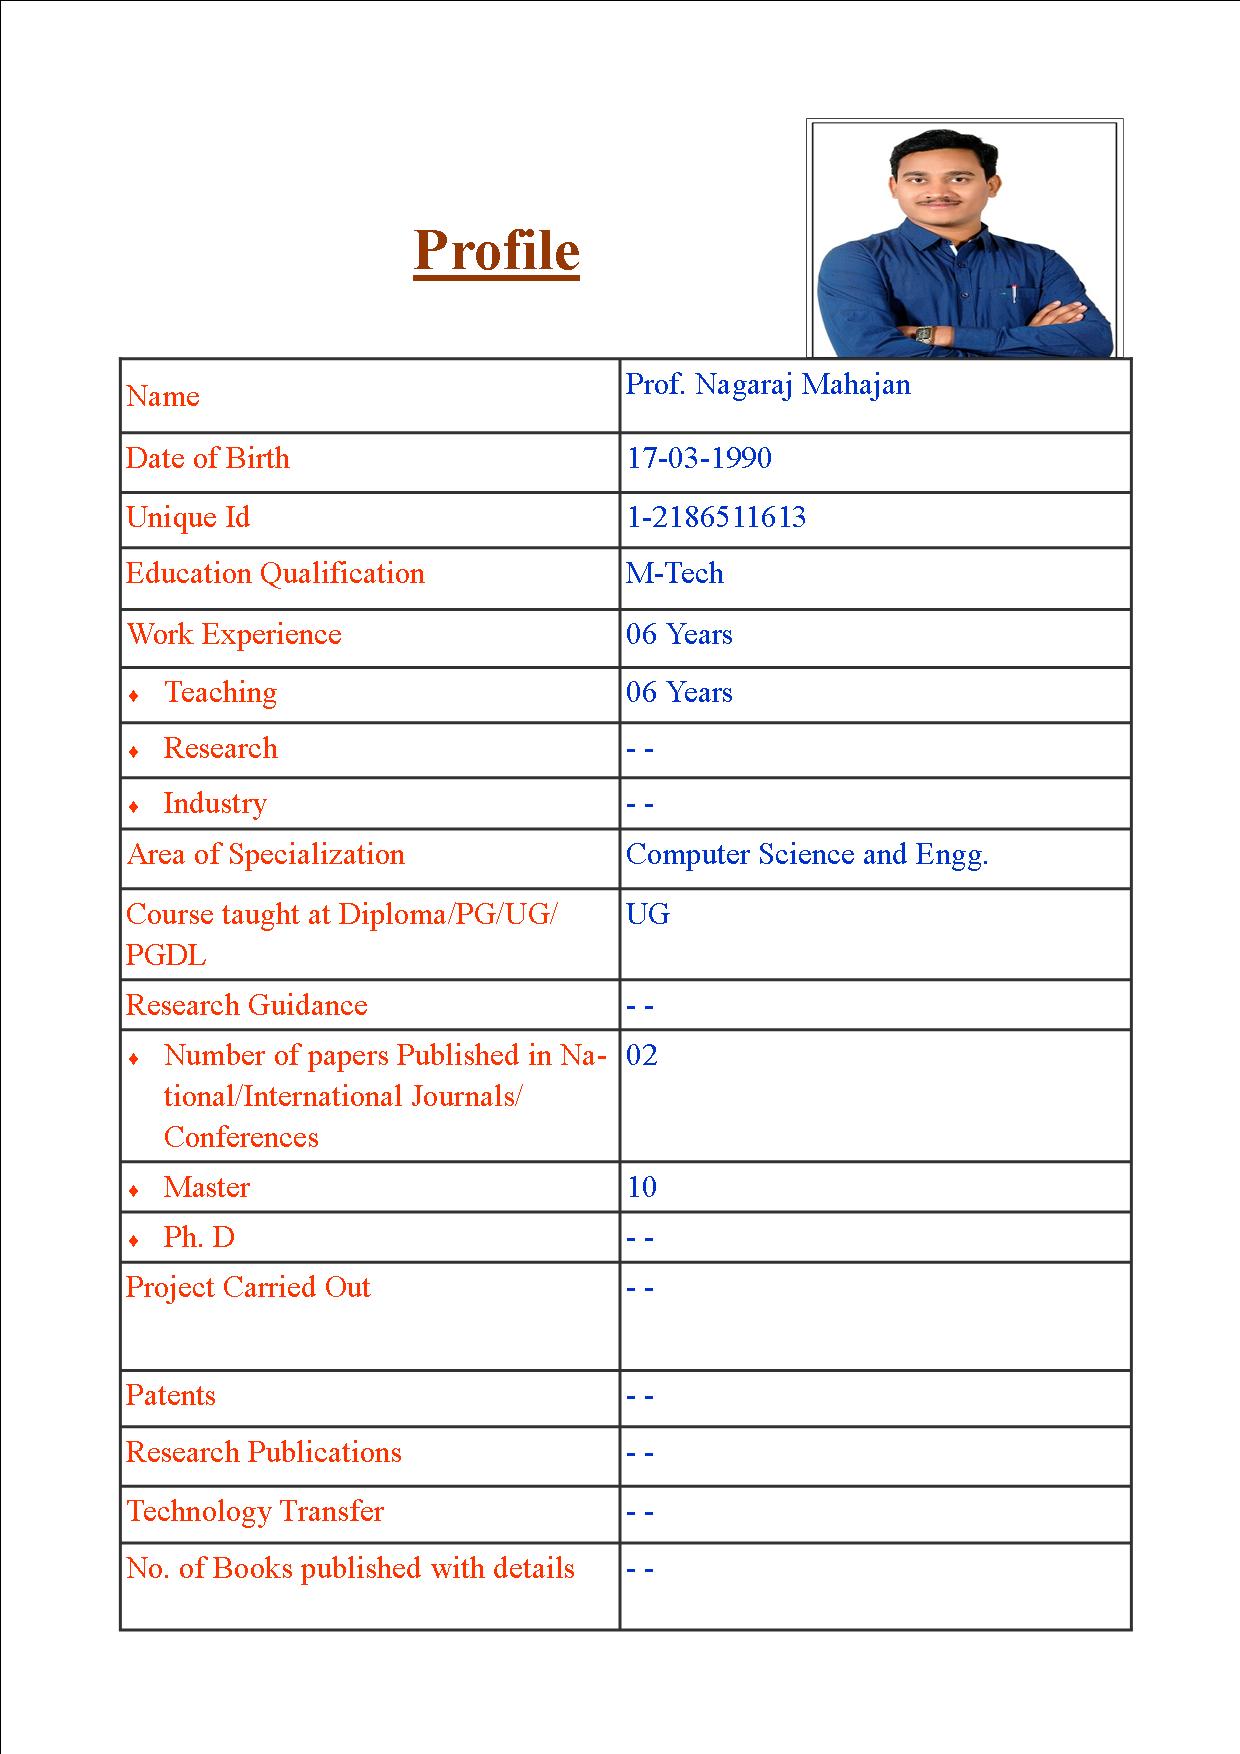 Profile
Name
Prof. Nagaraj Mahajan
Date of Birth
17-03-1990
Unique Id
1-2186511613
Education Qualification
M-Tech
Work Experience
06 Years
♦ Teaching
06 Years
♦ Research
- -
♦ Industry
- -
Area of Specialization
Computer Science and Engg.
Course taught at Diploma/PG/UG/
PGDL
UG
Research Guidance
- -
♦ Number of papers Published in Na-
tional/International Journals/
Conferences
02
♦ Master
10
♦ Ph. D
- -
Project Carried Out
- -
Patents
- -
Research Publications
- -
Technology Transfer
- -
No. of Books published with details
- -